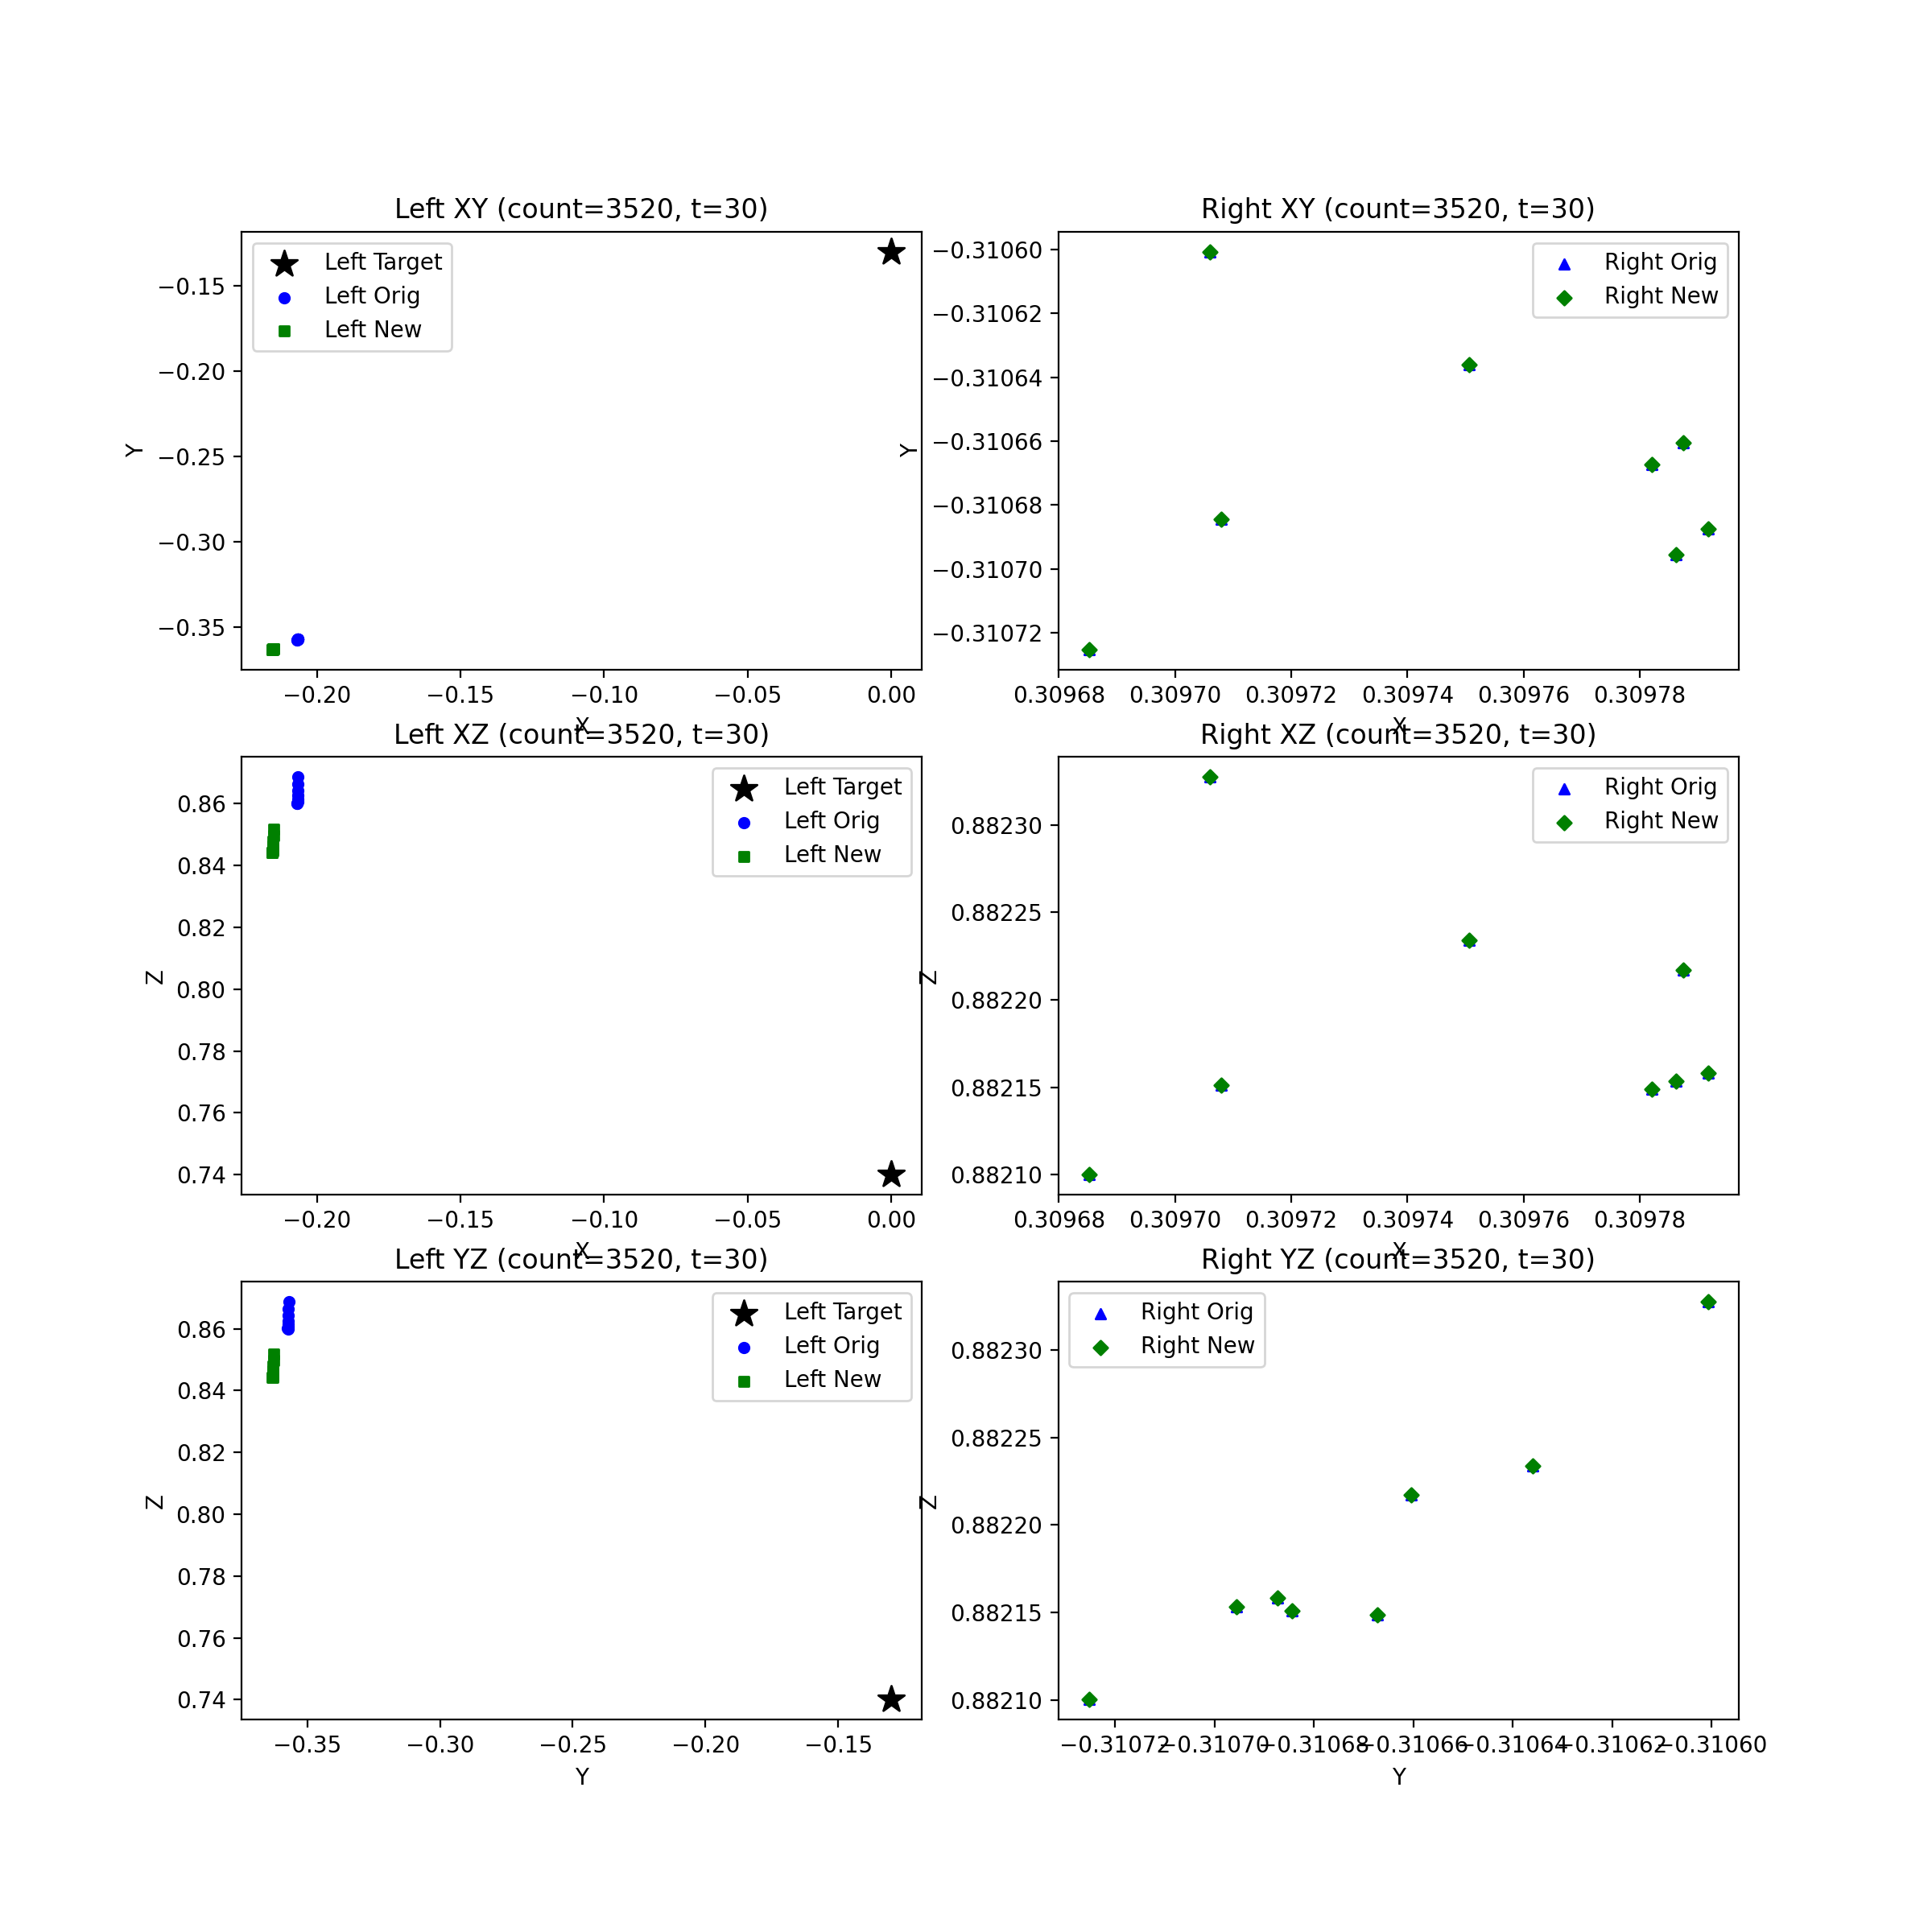 Left XY (count=3520, t=30)
Left Target
Left Orig
Left New
Y
−0.15
−0.20
−0.25
−0.30
−0.35
−0.20
−0.15
−0.10
−0.05
0.00
X
Right XY (count=3520, t=30)
Right Orig
Right New
Y
−0.31060
−0.31062
−0.31064
−0.31066
−0.31068
−0.31070
−0.31072
0.30968
0.30970
0.30972
0.30974
0.30976
0.30978
X
Left XZ (count=3520, t=30)
Left Target
Left Orig
Left New
Z
0.86
0.84
0.82
0.80
0.78
0.76
0.74
−0.20
−0.15
−0.10
−0.05
0.00
X
Right XZ (count=3520, t=30)
Right Orig
Right New
Z
0.88230
0.88225
0.88220
0.88215
0.88210
0.30968
0.30970
0.30972
0.30974
0.30976
0.30978
X
Left YZ (count=3520, t=30)
Left Target
Left Orig
Left New
Z
0.86
0.84
0.82
0.80
0.78
0.76
0.74
−0.35
−0.30
−0.25
−0.20
−0.15
Y
Right YZ (count=3520, t=30)
Right Orig
Right New
Z
0.88230
0.88225
0.88220
0.88215
0.88210
−0.31072
−0.31070
−0.31068
−0.31066
−0.31064
−0.31062
−0.31060
Y